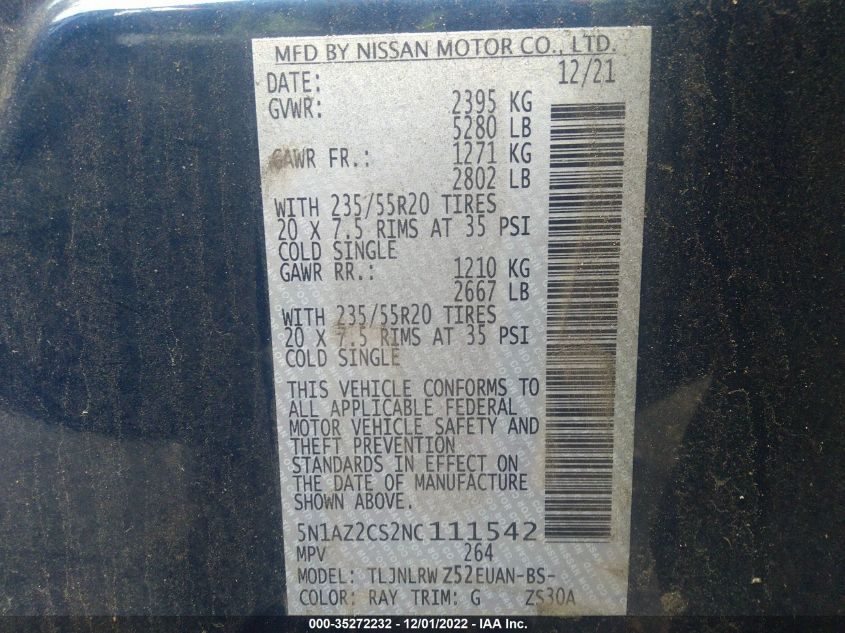 MFD BY NISSAN MOTOR CO., LTD.
DATE: 12/21
GVWR: 2395 KG
5280 LB
GAWR FR.: 1271 KG
2802 LB
WITH 235/55R20 TIRES
20 X 7.5 RIMS AT 35 PSI
COLD SINGLE
GAWR RR.: 1210 KG
2667 LB
WITH 235/55R20 TIRES
20 X 7.5 RIMS AT 35 PSI
COLD SINGLE
THIS VEHICLE CONFORMS TO
ALL APPLICABLE FEDERAL
MOTOR VEHICLE SAFETY AND
THEFT PREVENTION
STANDARDS IN EFFECT ON
THE DATE OF MANUFACTURE
SHOWN ABOVE.
5N1AZ2CS2NC111542
MPV 264
MODEL: TLJNLRW Z52EUAN-BS-
COLOR: RAY TRIM: G ZS30A
000-35272232 - 12/01/2022 - IAA Inc.